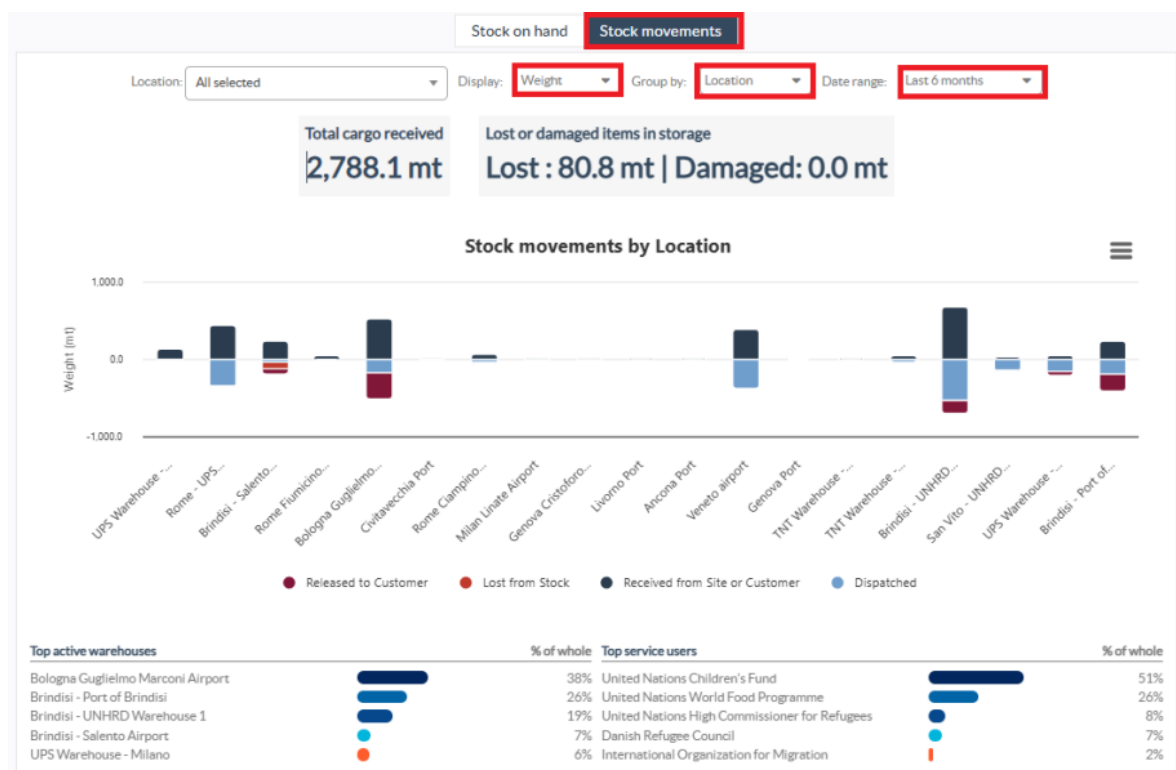 Stock on hand Stock movements
Location: All selected Display: Weight Group by: Location Date range: Last 6 months
Total cargo received Lost or damaged items in storage
2,788.1 mt Lost : 80.8 mt | Damaged: 0.0 mt
Stock movements by Location
1,000.0
0.0
-1,000.0
Weight (mt)
UPS Warehouse -...
Rome - UPS...
Brindisi - Salento...
Rome Fiumicino...
Bologna Guglielmo...
Civitavecchia Port
Rome Ciampino...
Milan Linate Airport
Genova Cristoforo...
Livorno Port
Ancona Port
Veneto airport
Genova Port
TNT Warehouse -...
TNT Warehouse -...
Brindisi - UNHRD...
San Vito - UNHRD...
UPS Warehouse -...
Brindisi - Port of...
Released to Customer Lost from Stock Received from Site or Customer Dispatched
Top active warehouses % of whole Top service users % of whole
Bologna Guglielmo Marconi Airport 38% United Nations Children's Fund 51%
Brindisi - Port of Brindisi 26% United Nations World Food Programme 26%
Brindisi - UNHRD Warehouse 1 19% United Nations High Commissioner for Refugees 8%
Brindisi - Salento Airport 7% Danish Refugee Council 7%
UPS Warehouse - Milano 6% International Organization for Migration 2%